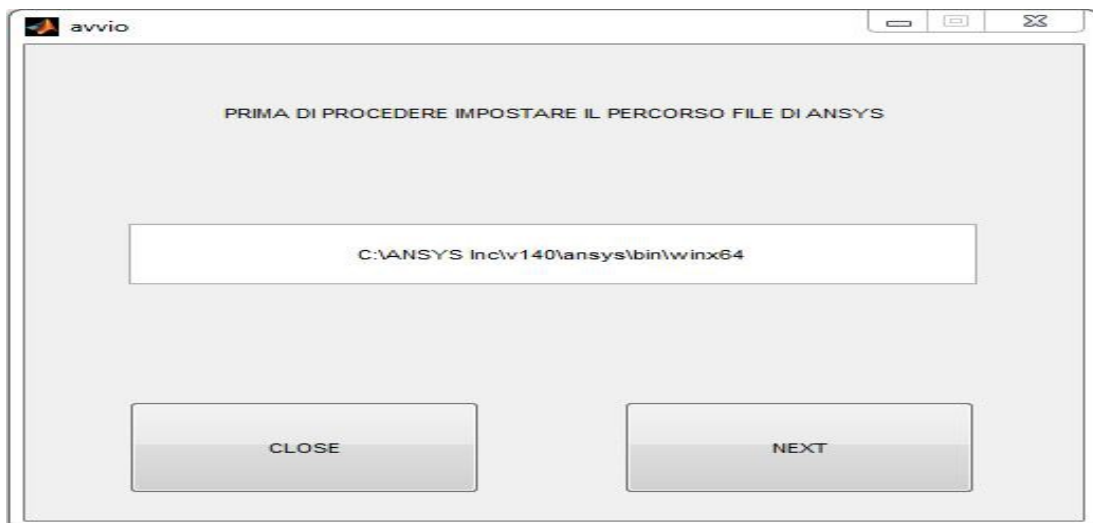 avvio
PRIMA DI PROCEDERE IMPOSTARE IL PERCORSO FILE DI ANSYS
C:\ANSYS Inc\v140\ansys\bin\winx64
CLOSE
NEXT